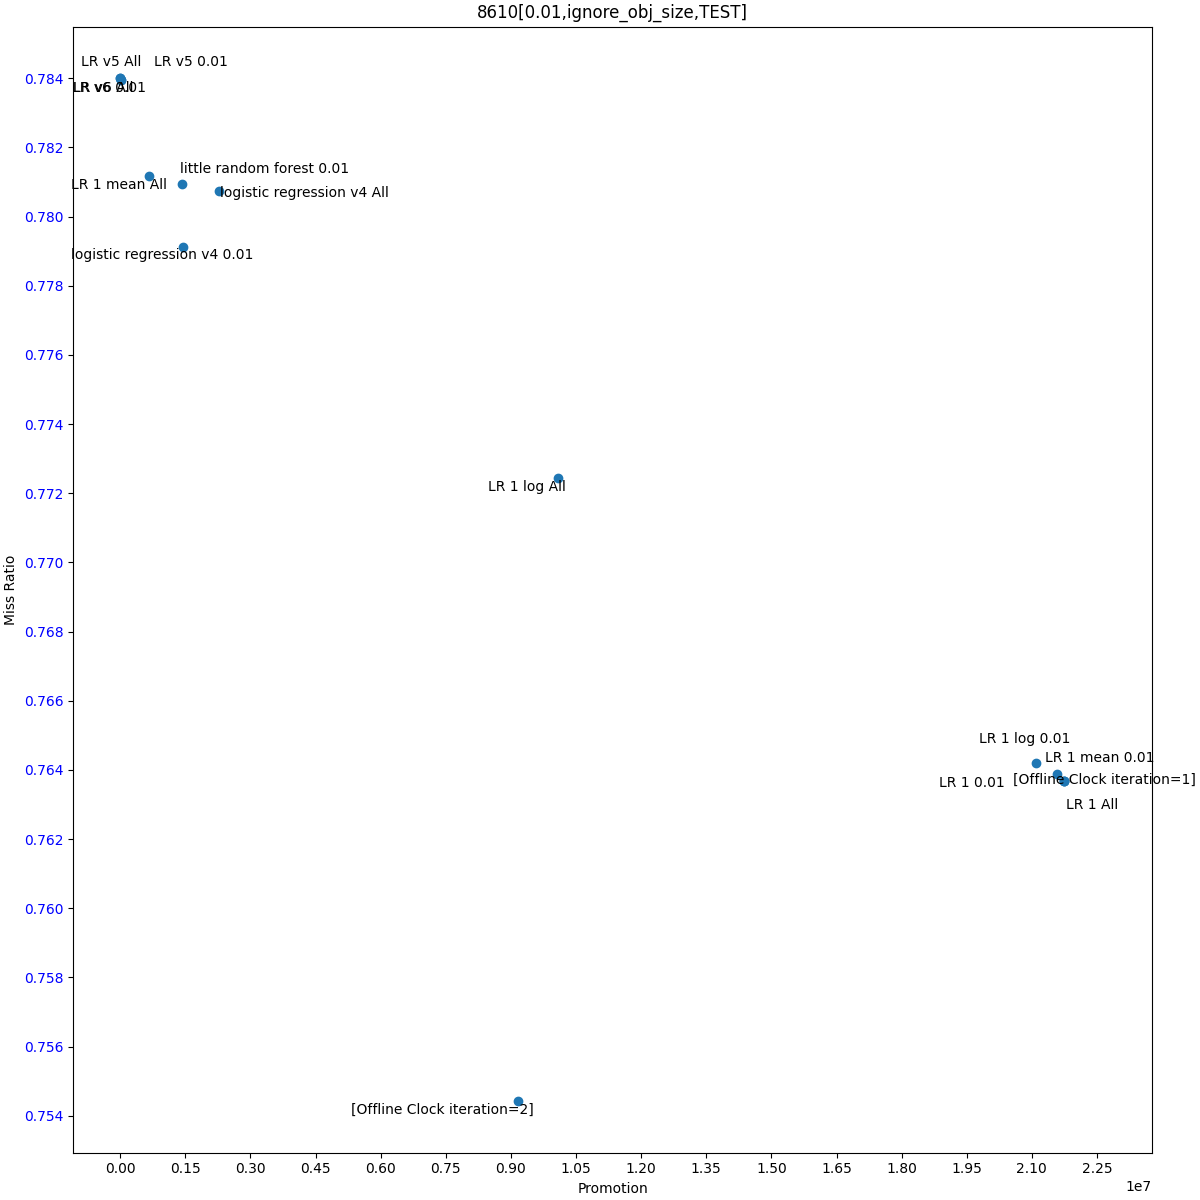 8610[0.01,ignore_obj_size,TEST]
LR v5 All
LR v5 0.01
LR v6 All
LR v6 0.01
little random forest 0.01
LR 1 mean All
logistic regression v4 All
logistic regression v4 0.01
LR 1 log All
LR 1 log 0.01
LR 1 mean 0.01
[Offline Clock iteration=1]
LR 1 0.01
LR 1 All
[Offline Clock iteration=2]
0.784
0.782
0.780
0.778
0.776
0.774
0.772
0.770
0.768
0.766
0.764
0.762
0.760
0.758
0.756
0.754
Miss Ratio
0.00 0.15 0.30 0.45 0.60 0.75 0.90 1.05 1.20 1.35 1.50 1.65 1.80 1.95 2.10 2.25
1e7
Promotion